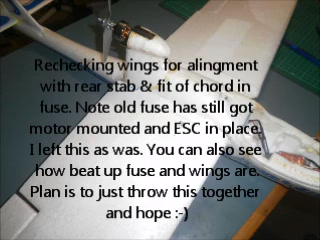 Rechecking wings for alingment
with rear stab & fit of chord in
fuse. Note old fuse has still got
motor mounted and ESC in place.
I left this as was. You can also see
how beat up fuse and wings are.
Plan is to just throw this together
and hope :-)